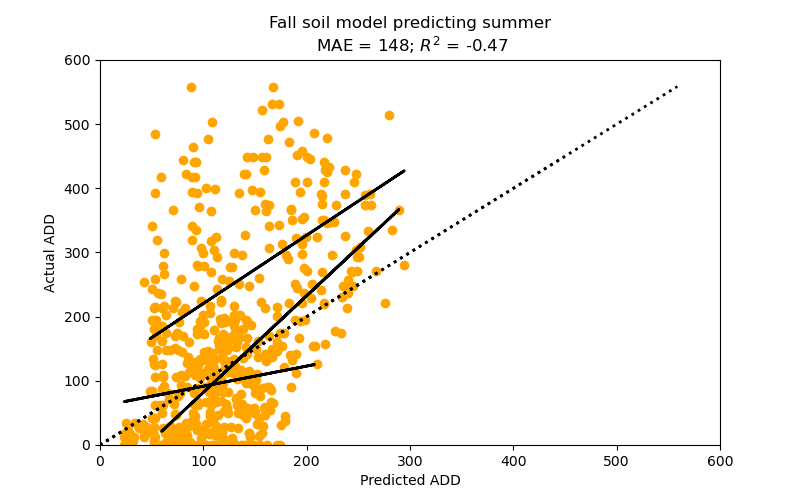 Fall soil model predicting summer
MAE = 148; R² = -0.47
600
500
400
300
200
100
0
Actual ADD
0 100 200 300 400 500 600
Predicted ADD